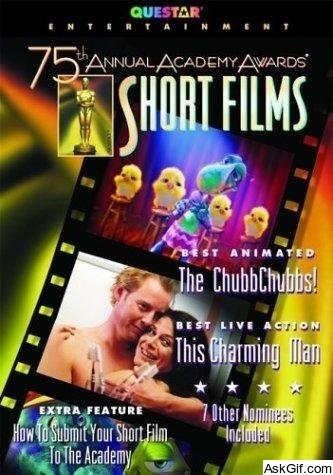 QUESTAR
ENTERTAINMENT
75th ANNUAL ACADEMY AWARDS®
SHORT FILMS
BEST ANIMATED
The ChubbChubbs!
BEST LIVE ACTION
This Charming Man
EXTRA FEATURE
How To Submit Your Short Film
To The Academy
7 Other Nominees
Included
AskGif.com